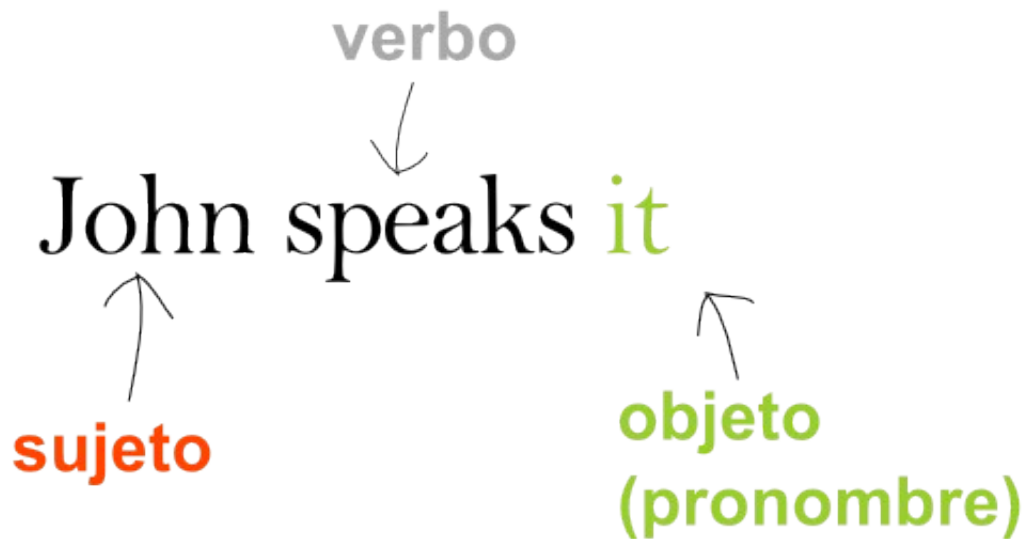 verbo
John speaks it
sujeto
objeto
(pronombre)